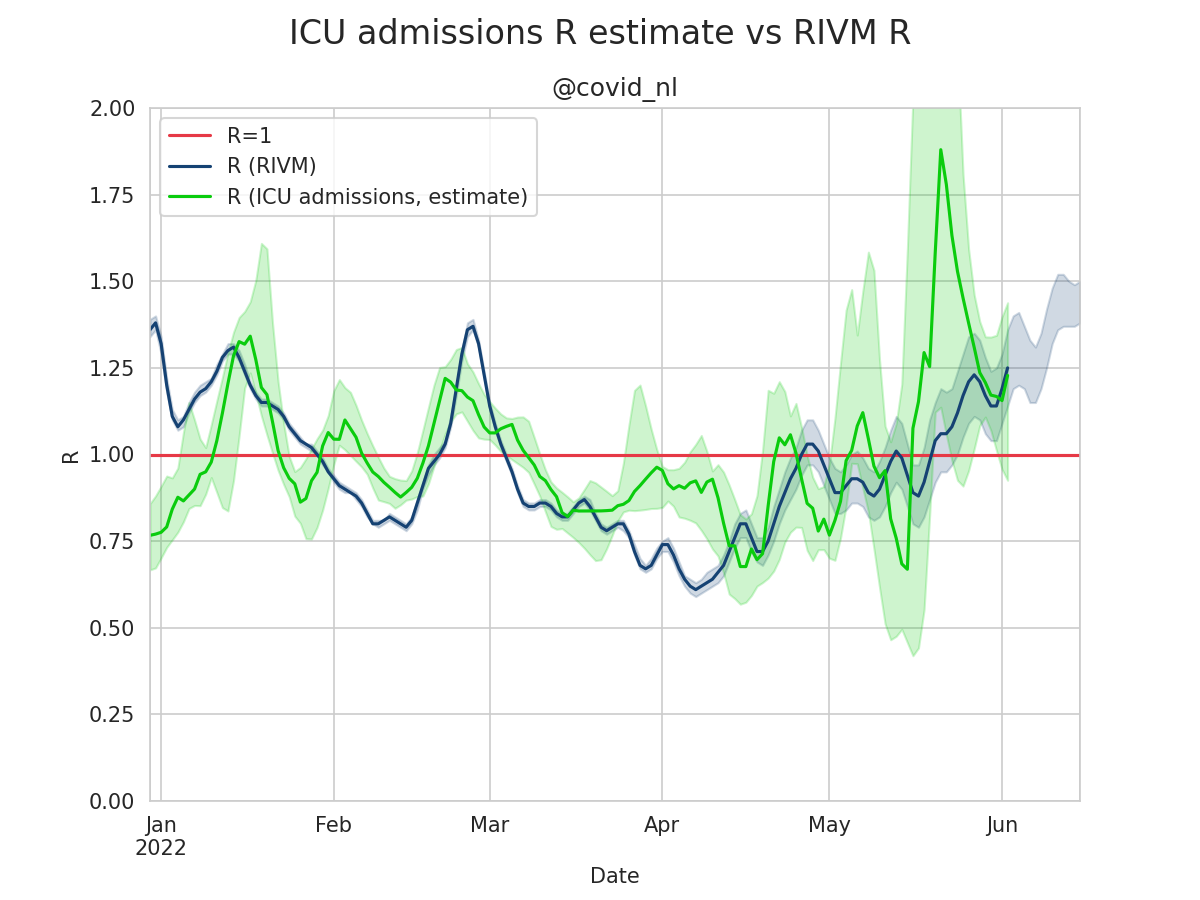 ICU admissions R estimate vs RIVM R
@covid_nl
R=1
R (RIVM)
R (ICU admissions, estimate)
2.00
1.75
1.50
1.25
1.00
0.75
0.50
0.25
0.00
R
Jan
2022
Feb
Mar
Apr
May
Jun
Date